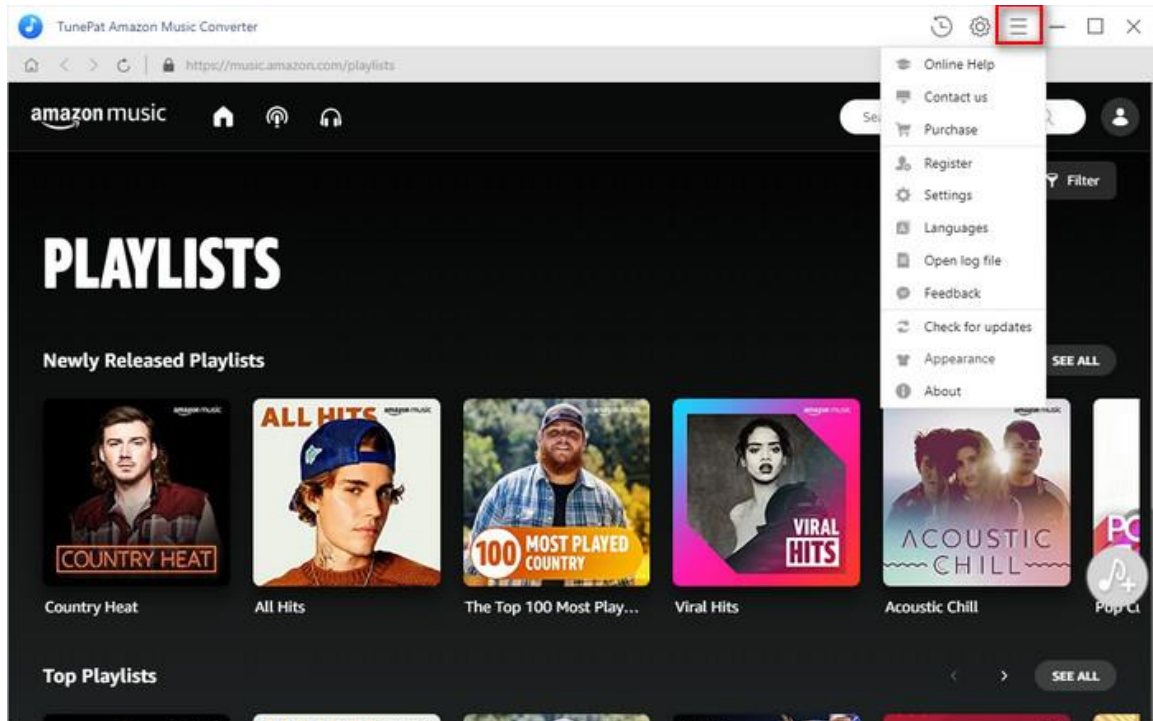 TunePat Amazon Music Converter
https://music.amazon.com/playlists
amazon music
Online Help
Contact us
Purchase
Register
Settings
Languages
Open log file
Feedback
Check for updates
Appearance
About
Filter
PLAYLISTS
Newly Released Playlists
SEE ALL
amazon music
COUNTRY HEAT
Country Heat
ALL HITS
amazon music
All Hits
amazon music
100 MOST PLAYED
COUNTRY
The Top 100 Most Play...
amazon music
VIRAL
HITS
Viral Hits
amazon music
ACOUSTIC
CHILL
Acoustic Chill
Top Playlists
SEE ALL